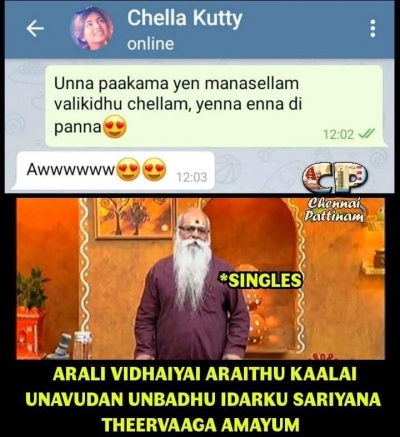 Chella Kutty
online
Unna paakama yen manasellam
valikidhu chellam, yenna enna di
panna😍
12:02
Awwwwww😍😍
12:03
CP
Chennai
Pattinam
*SINGLES
ARALI VIDHAIYAI ARAITHU KAALAI
UNAVUDAN UNBADHU IDARKU SARIYANA
THEERVAAGA AMAYUM